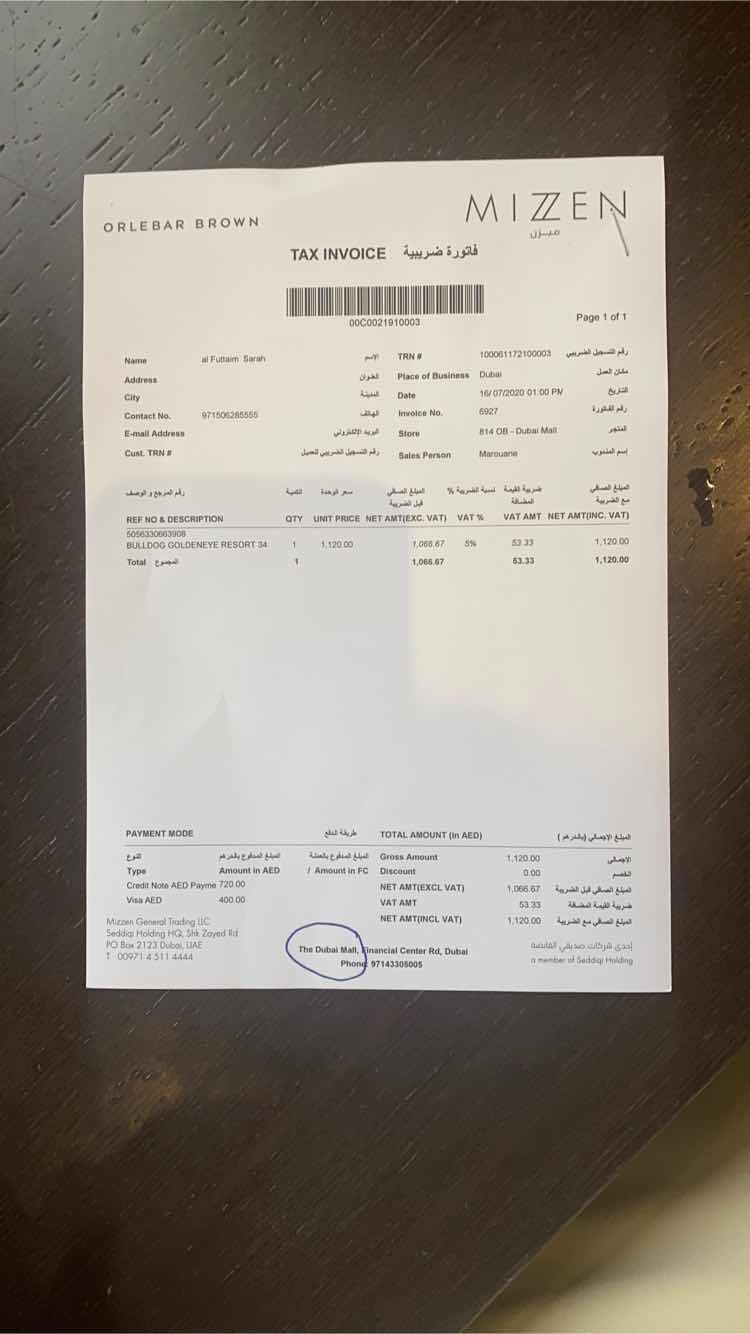 ORLEBAR BROWN
MIZZEN
ميزن
TAX INVOICE فاتورة ضريبية
00C0021910003
Page 1 of 1
Name al Futtaim Sarah الاسم
Address العنوان
City المدينة
Contact No. 971506285555 الهاتف
E-mail Address البريد الإلكتروني
Cust. TRN # رقم التسجيل الضريبي للعميل
TRN # 100061172100003 رقم التسجيل الضريبي
Place of Business Dubai مكان العمل
Date 16/07/2020 01:00 PM التاريخ
Invoice No. 6927 رقم الفاتورة
Store 814 OB - Dubai Mall المتجر
Sales Person Marouane إسم المندوب
رقم المرجع و الوصف الكمية سعر الوحدة المبلغ الصافي قبل الضريبة نسبة الضريبة % ضريبة القيمة المضافة المبلغ الصافي مع الضريبة
REF NO & DESCRIPTION QTY UNIT PRICE NET AMT(EXC. VAT) VAT % VAT AMT NET AMT(INC. VAT)
5056330663908
BULLDOG GOLDENEYE RESORT 34 1 1,120.00 1,066.67 5% 53.33 1,120.00
Total المجموع 1 1,066.67 53.33 1,120.00
PAYMENT MODE طريقة الدفع
النوع المبلغ المدفوع بالدرهم المبلغ المدفوع بالعملة
Type Amount in AED / Amount in FC
Credit Note AED Payme 720.00
Visa AED 400.00
TOTAL AMOUNT (in AED) المبلغ الإجمالي (بالدرهم )
Gross Amount 1,120.00 الإجمالي
Discount 0.00 الخصم
NET AMT(EXCL VAT) 1,066.67 المبلغ الصافي قبل الضريبة
VAT AMT 53.33 ضريبة القيمة المضافة
NET AMT(INCL VAT) 1,120.00 المبلغ الصافي مع الضريبة
Mizzen General Trading LLC
Seddiqi Holding HQ, Shk Zayed Rd
PO Box 2123 Dubai, UAE
T 00971 4 511 4444
The Dubai Mall, Financial Center Rd, Dubai
Phone 97143305005
إحدى شركات صديقي القابضة
a member of Seddiqi Holding